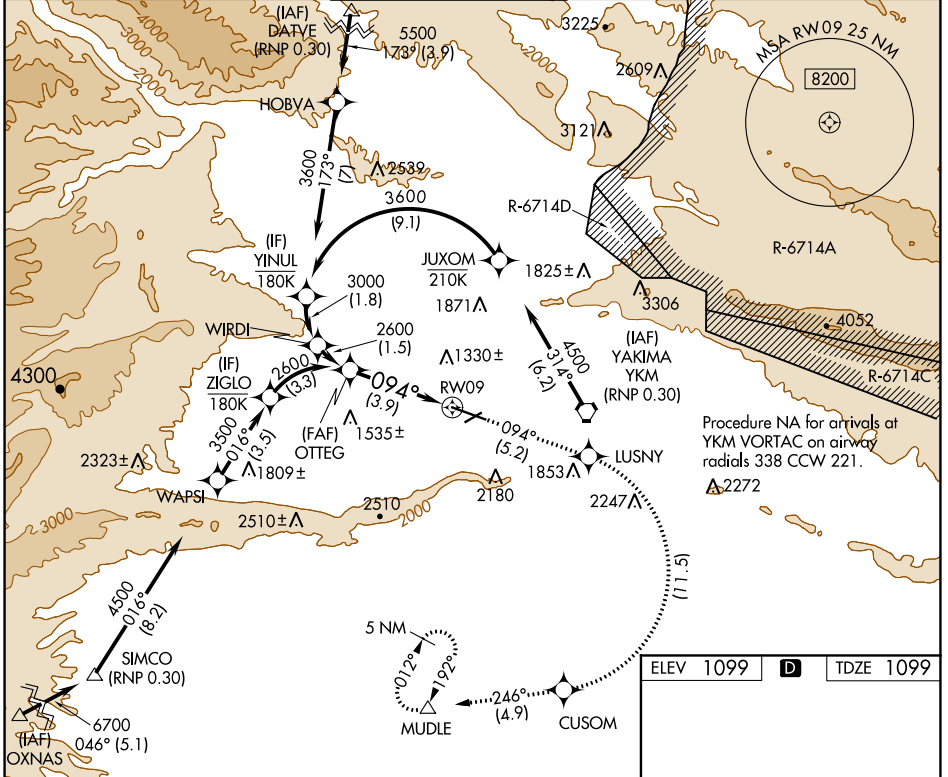 (IAF)
DATVE
(RNP 0.30)
5500
173° (3.9)
3225
2609
MSA RW09 25 NM
8200
4000
3000
2000
2000
HOBVA
3121
3600
173°
(7)
2539
3600
(9.1)
R-6714D
R-6714A
(IF)
YINUL
180K
JUXOM
210K
1825±
3000
(1.8)
1871
3306
4052
WIRDI
2600
(1.5)
4500
314°
(6.2)
(IAF)
YAKIMA
YKM
(RNP 0.30)
R-6714C
4300
(IF)
ZIGLO
180K
2600
(3.3)
1330±
RW09
094°
(3.9)
3500
016°
(3.5)
(FAF)
OTTEG
1535±
094°
(5.2)
LUSNY
Procedure NA for arrivals at
YKM VORTAC on airway
radials 338 CCW 221.
2323±
1809±
WAPSI
2180
1853
2272
2247
3000
2510±
2510
2000
4500
016°
(8.2)
(11.5)
5 NM
012°
192°
SIMCO
(RNP 0.30)
ELEV 1099
D
TDZE 1099
246°
(4.9)
CUSOM
MUDLE
6700
046° (5.1)
(IAF)
OXNAS